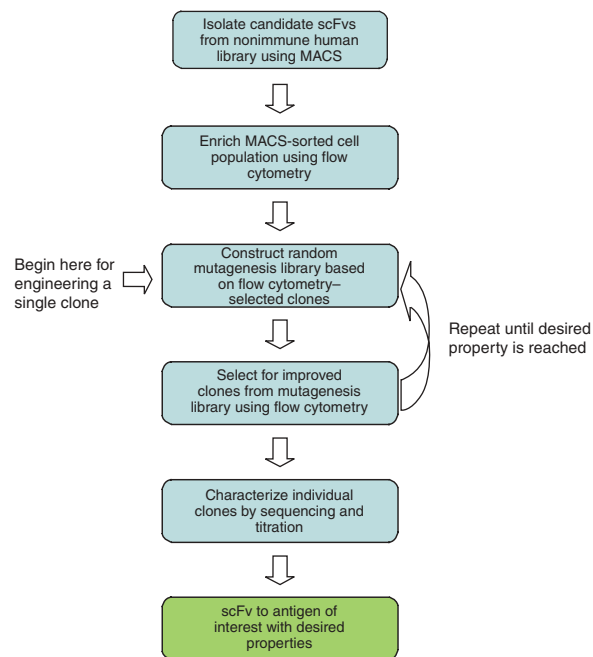 Isolate candidate scFvs
from nonimmune human
library using MACS
Enrich MACS-sorted cell
population using flow
cytometry
Begin here for
engineering a
single clone
Construct random
mutagenesis library based
on flow cytometry–
selected clones
Repeat until desired
property is reached
Select for improved
clones from mutagenesis
library using flow cytometry
Characterize individual
clones by sequencing and
titration
scFv to antigen of
interest with desired
properties